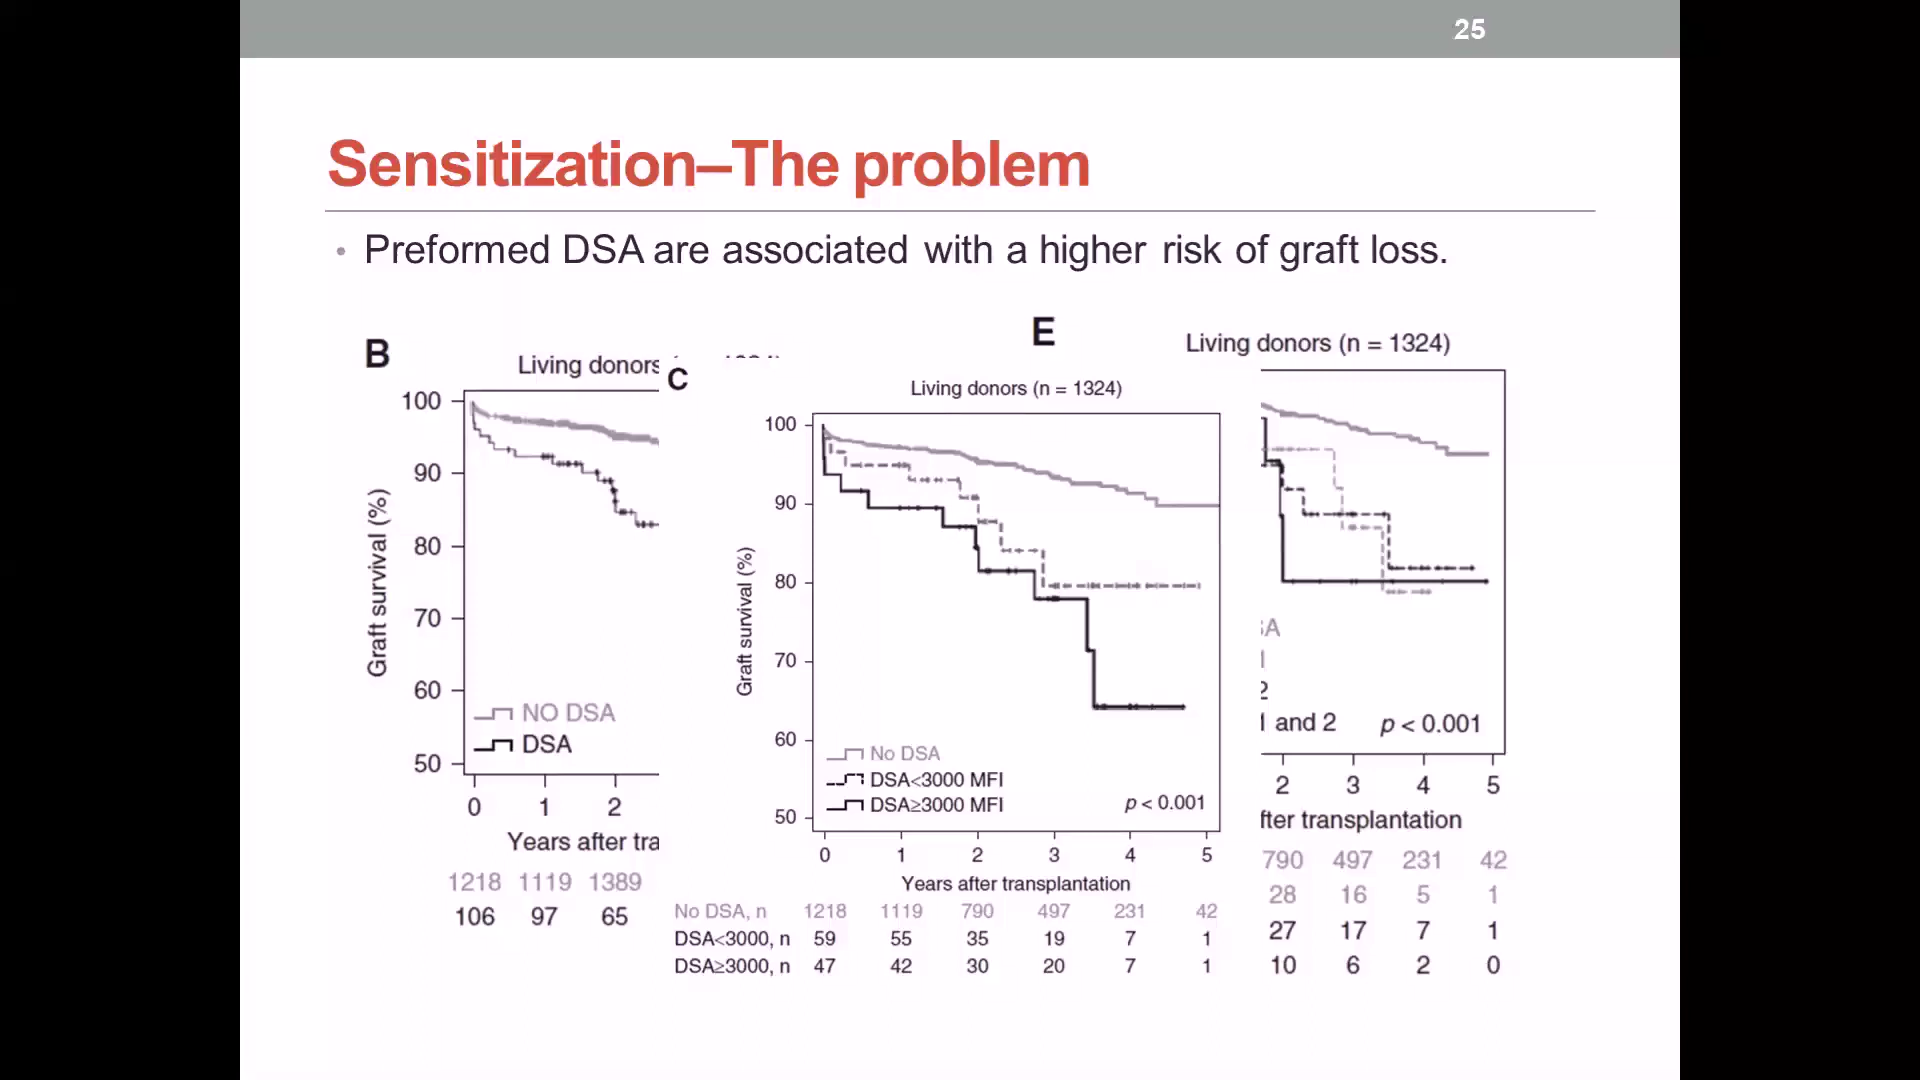 25
Sensitization–The problem
• Preformed DSA are associated with a higher risk of graft loss.
B
Living donors
100
90
80
70
60
50
Graft survival (%)
NO DSA
DSA
0 1 2
Years after tra
1218 1119 1389
106 97 65
C
Living donors (n = 1324)
100
90
80
70
60
50
Graft survival (%)
No DSA
DSA<3000 MFI
DSA≥3000 MFI
p < 0.001
0 1 2 3 4 5
Years after transplantation
No DSA, n 1218 1119 790 497 231 42
DSA<3000, n 59 55 35 19 7 1
DSA≥3000, n 47 42 30 20 7 1
E
Living donors (n = 1324)
SA
1
2
1 and 2
p < 0.001
2 3 4 5
fter transplantation
790 497 231 42
28 16 5 1
27 17 7 1
10 6 2 0